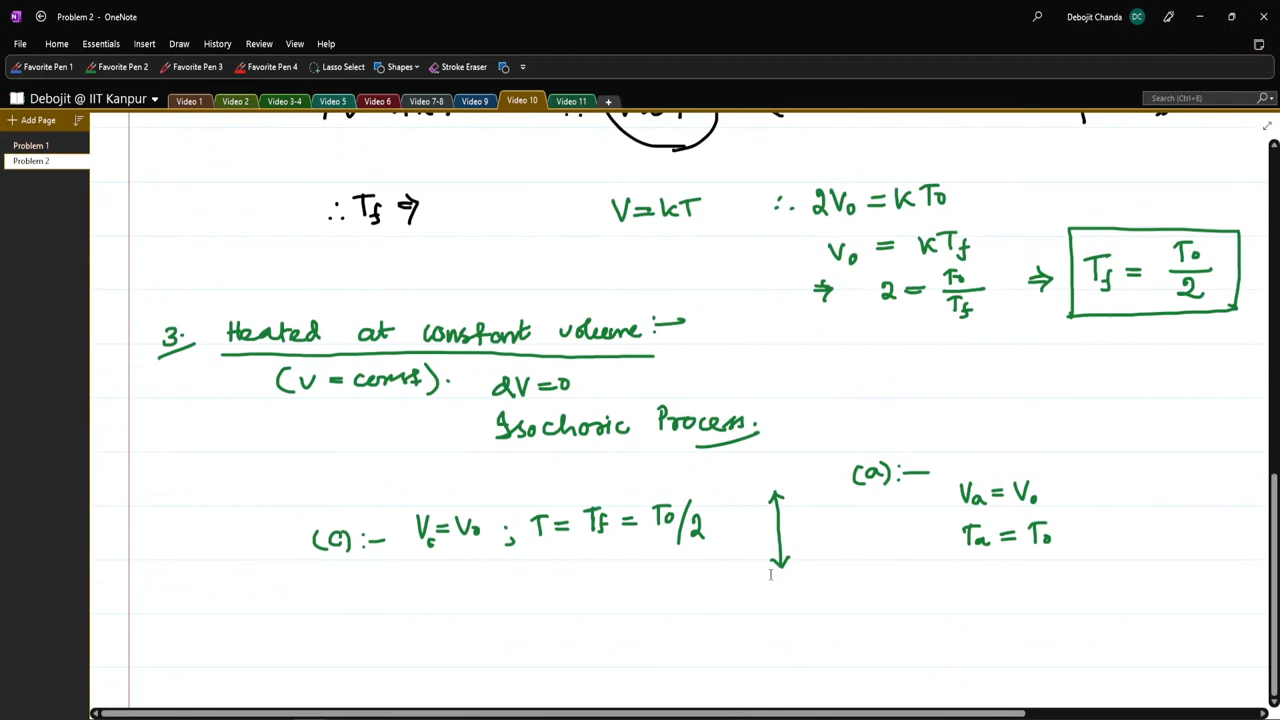 Problem 2 - OneNote
Debojit Chanda DC
File Home Essentials Insert Draw History Review View Help
Favorite Pen 1 Favorite Pen 2 Favorite Pen 3 Favorite Pen 4 Lasso Select Shapes Stroke Eraser
Debojit @ IIT Kanpur Video 1 Video 2 Video 3-4 Video 5 Video 6 Video 7-8 Video 9 Video 10 Video 11 +
Search (Ctrl+E)
Add Page
Problem 1
Problem 2
∴ Tf ⇒ V = kT ∴ 2V₀ = kT₀
V₀ = kTf
⇒ 2 = T₀/Tf ⇒ Tf = T₀/2
3. Heated at constant volume :→
(V = const). dV = 0
Isochoric Process.
(a) :—
Va = V₀
(C) :— Vc = V₀ ; T = Tf = T₀/2
Ta = T₀